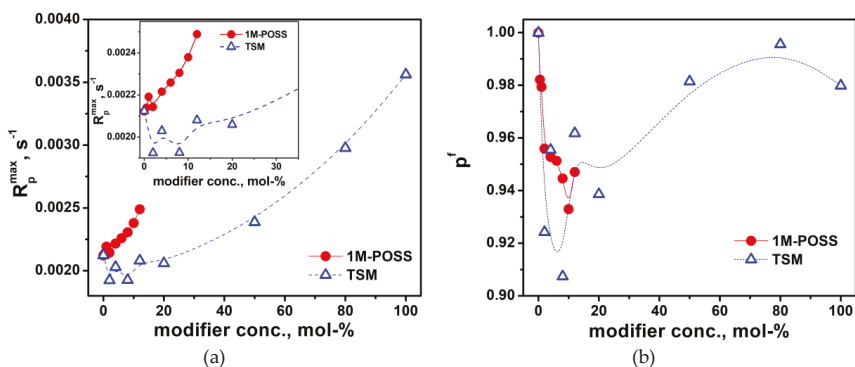 0.0040
0.0035
0.0030
0.0025
0.0020
R_p^max, s^-1
0 20 40 60 80 100
modifier conc., mol-%
1M-POSS
TSM
0.0024
0.0022
0.0020
R_p^max, s^-1
0 10 20 30
modifier conc., mol-%
1M-POSS
TSM
(a)
1.00
0.98
0.96
0.94
0.92
0.90
p^f
0 20 40 60 80 100
modifier conc., mol-%
1M-POSS
TSM
(b)